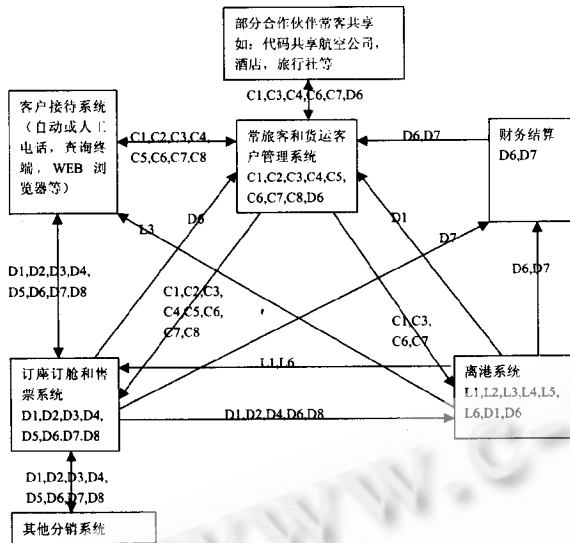 部分合作伙伴常客共享
如：代码共享航空公司，
酒店，旅行社等
C1,C3,C4,C6,C7,D6
客户接待系统
（自动或人工
电话，查询终
端，WEB 浏
览器等）
C1,C2,C3,C4,
C5,C6,C7,C8
常旅客和货运客
户管理系统
C1,C2,C3,C4,C5,
C6,C7,C8,D6
D6,D7
财务结算
D6,D7
D6
L3
D1
D7
D1,D2,D3,D4,
D5,D6,D7,D8
C1,C2,C3,
C4,C5,C6,
C7,C8
C1,C3,
C6,C7
D6,D7
订座订舱和售
票系统
D1,D2,D3,D4,
D5,D6,D7,D8
L1,L6
D1,D2,D4,D6,D8
离港系统
L1,L2,L3,L4,L5,
L6,D1,D6
D1,D2,D3,D4,
D5,D6,D7,D8
其他分销系统
www.c-